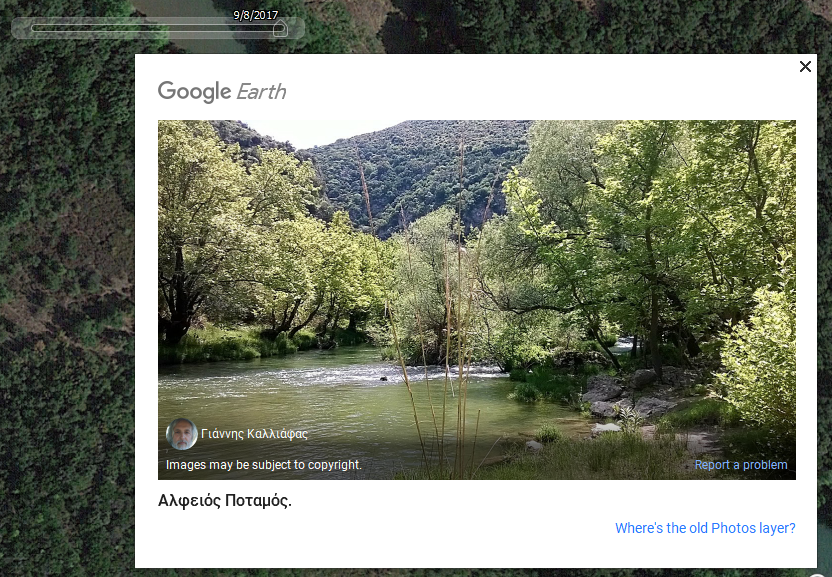 9/8/2017
Google Earth
Γιάννης Καλλιάφας
Images may be subject to copyright.
Report a problem
Αλφειός Ποταμός.
Where's the old Photos layer?